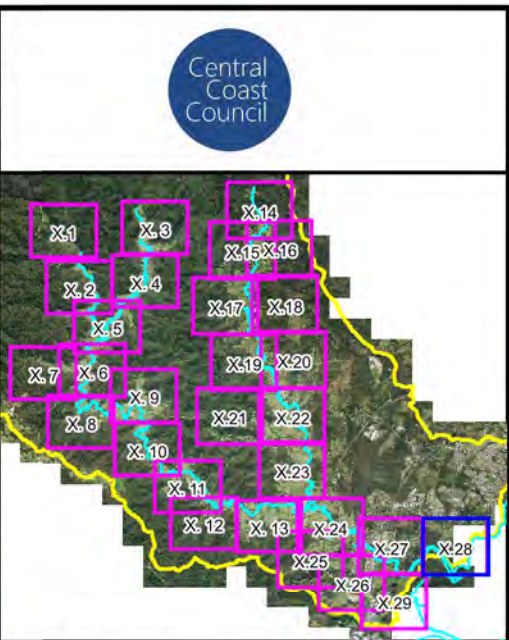 Central
Coast
Council
X.1
X. 3
X.14
X.15
X.16
X. 2
X. 4
X.17
X.18
X. 5
X. 7
X. 6
X.19
X.20
X. 8
X. 9
X.21
X.22
X. 10
X.23
X. 11
X. 12
X. 13
X.24
X.27
X.28
X.25
X.26
X.29